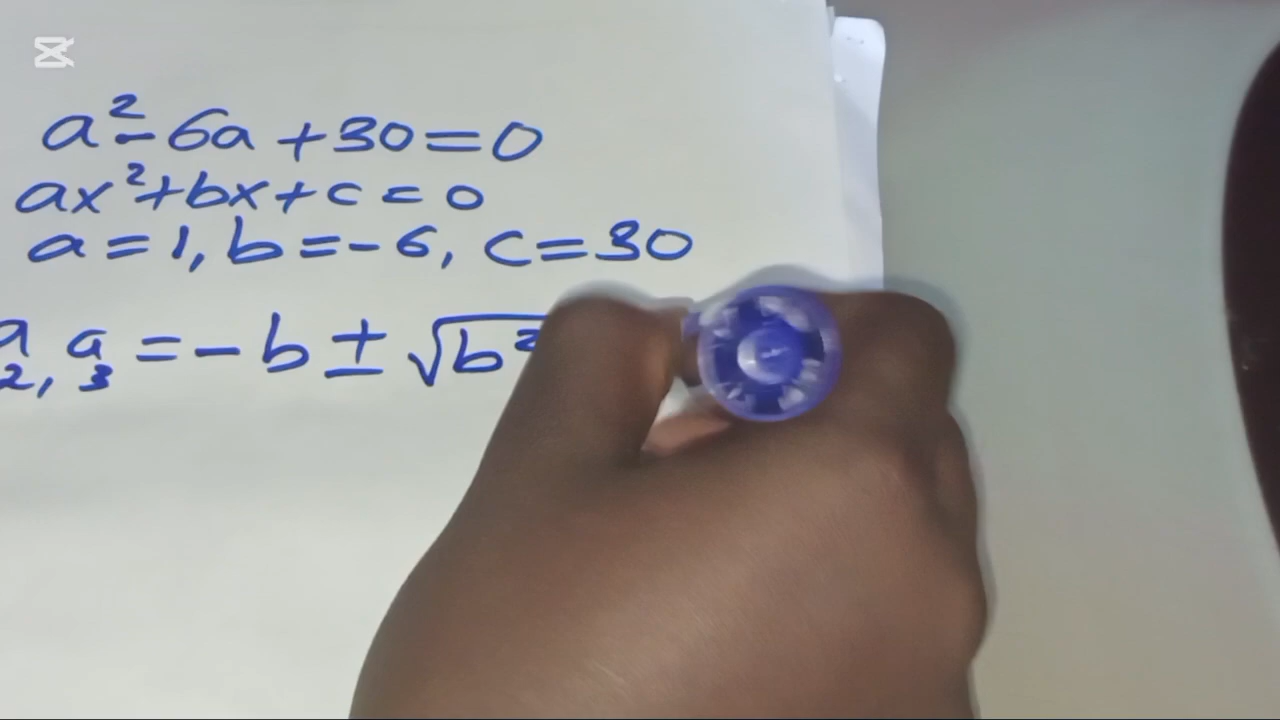 a²-6a+30=0
ax²+bx+c=0
a=1, b=-6, c=30
a₂, a₃ = -b ± √b²